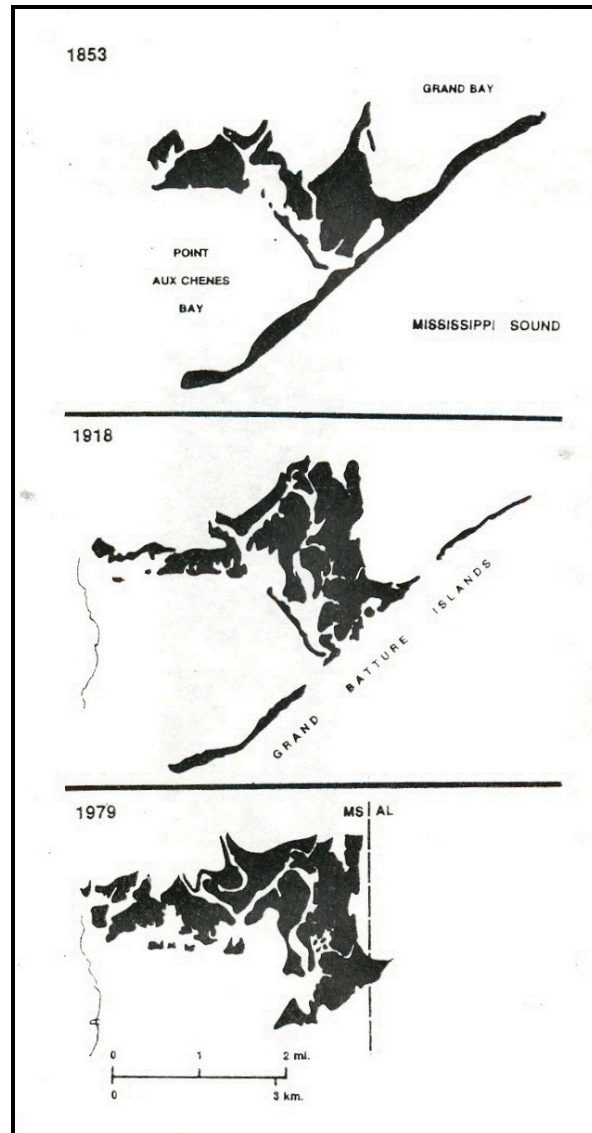 1853
GRAND BAY
POINT
AUX CHENES
BAY
MISSISSIPPI SOUND
1918
GRAND BATTURE ISLANDS
1979
MS AL
0 1 2 mi.
0 3 km.